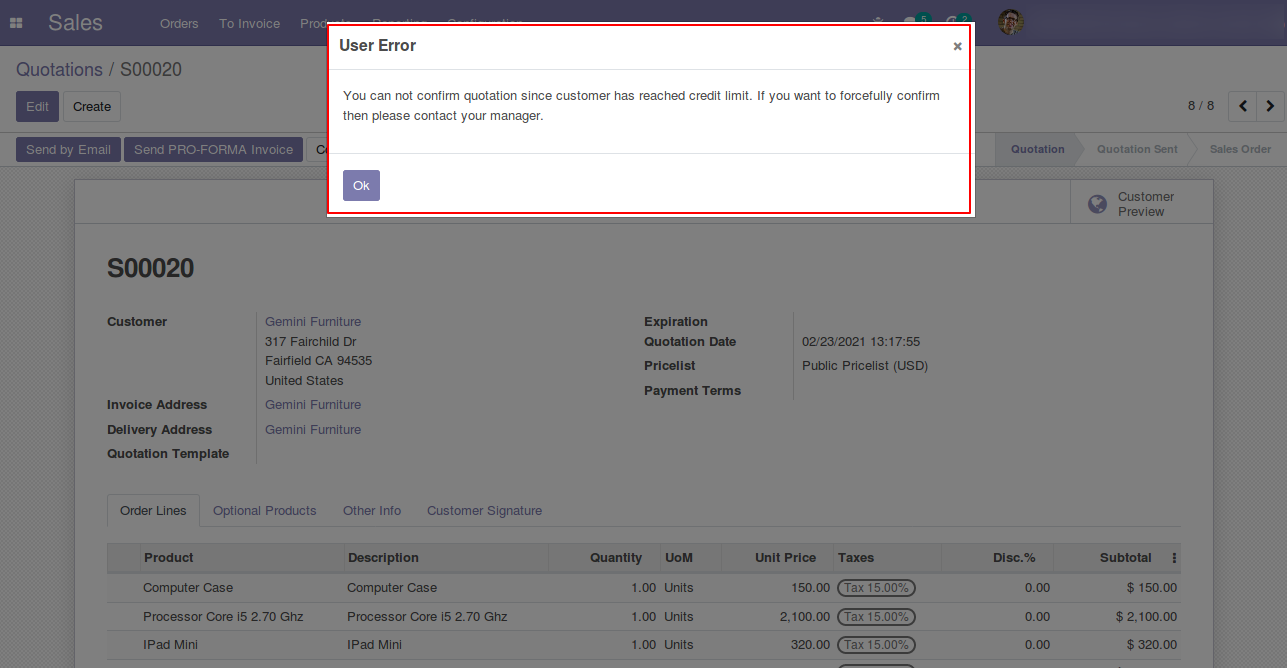 Sales
Orders
To Invoice
Products
Reporting
Configuration
5
2
User Error
×
You can not confirm quotation since customer has reached credit limit. If you want to forcefully confirm
then please contact your manager.
Ok
Quotations / S00020
Edit
Create
8 / 8
Send by Email
Send PRO-FORMA Invoice
Quotation
Quotation Sent
Sales Order
Customer
Preview
S00020
Customer
Gemini Furniture
317 Fairchild Dr
Fairfield CA 94535
United States
Invoice Address
Gemini Furniture
Delivery Address
Gemini Furniture
Quotation Template
Expiration
Quotation Date
02/23/2021 13:17:55
Pricelist
Public Pricelist (USD)
Payment Terms
Order Lines
Optional Products
Other Info
Customer Signature
Product Description Quantity UoM Unit Price Taxes Disc.% Subtotal
Computer Case Computer Case 1.00 Units 150.00 Tax 15.00% 0.00 $ 150.00
Processor Core i5 2.70 Ghz Processor Core i5 2.70 Ghz 1.00 Units 2,100.00 Tax 15.00% 0.00 $ 2,100.00
IPad Mini IPad Mini 1.00 Units 320.00 Tax 15.00% 0.00 $ 320.00